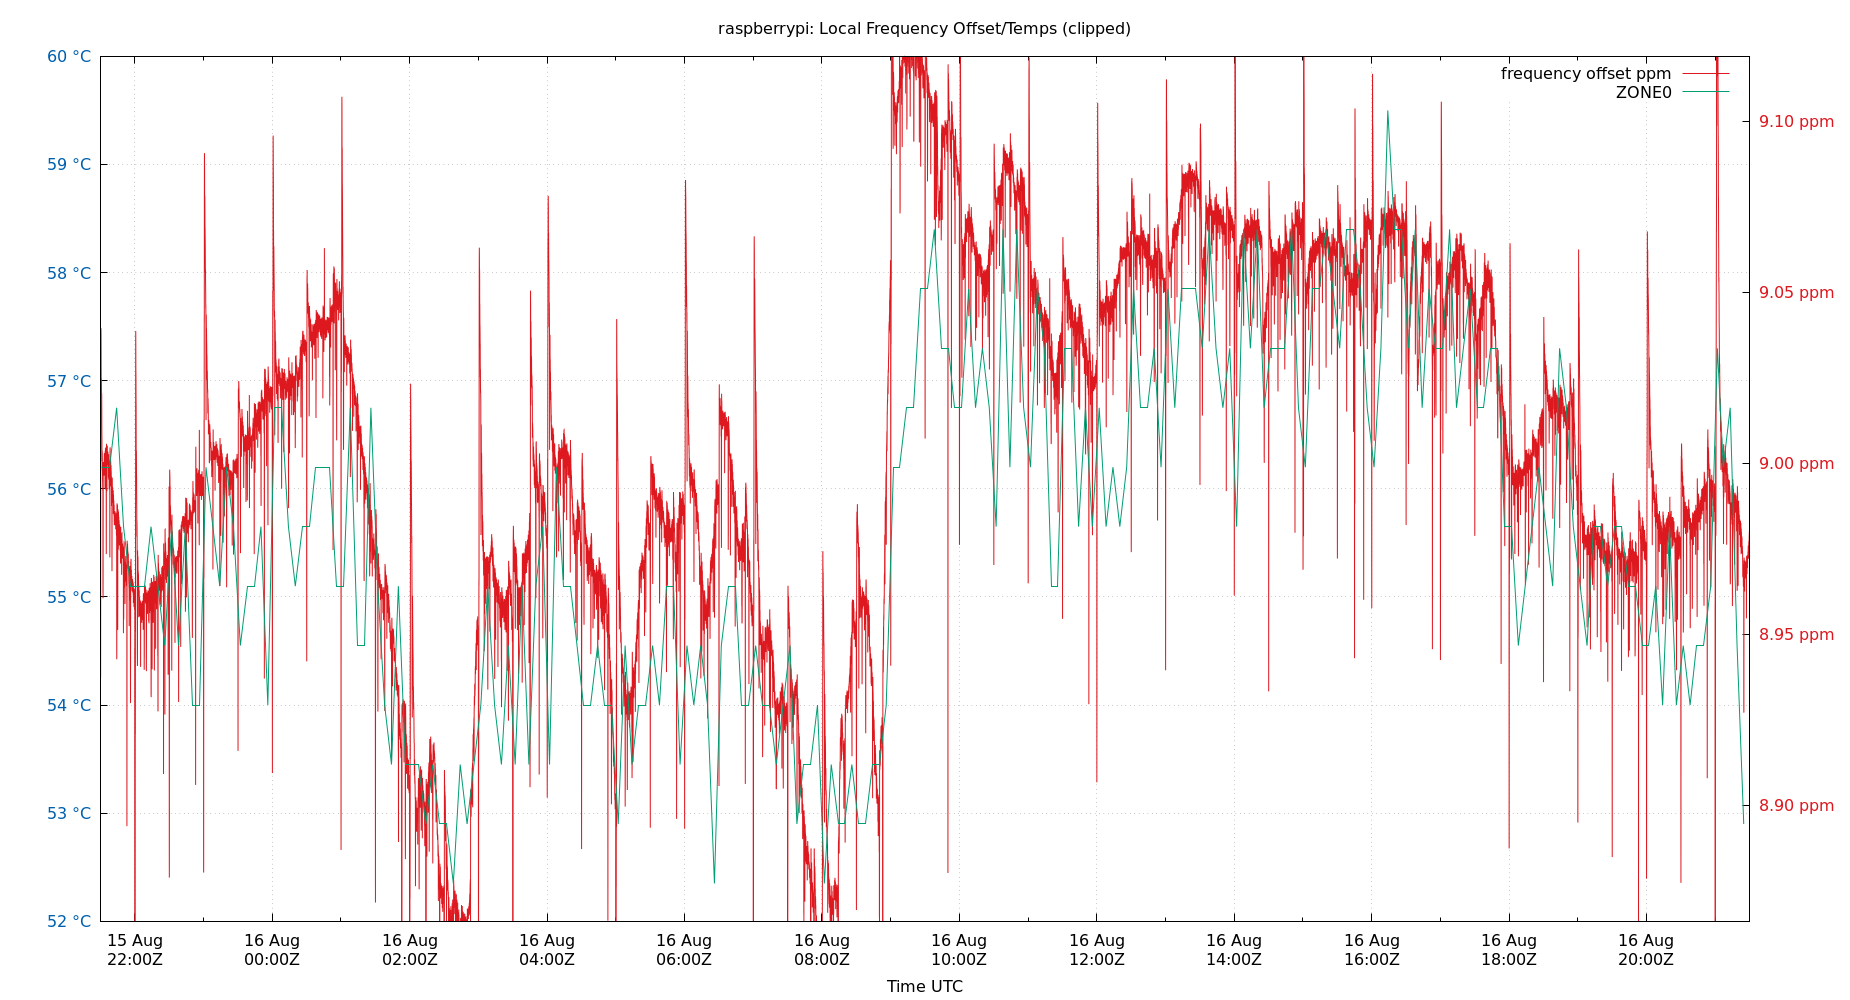 raspberrypi: Local Frequency Offset/Temps (clipped)
60 °C
59 °C
58 °C
57 °C
56 °C
55 °C
54 °C
53 °C
52 °C
frequency offset ppm
ZONE0
9.10 ppm
9.05 ppm
9.00 ppm
8.95 ppm
8.90 ppm
15 Aug 16 Aug 16 Aug 16 Aug 16 Aug 16 Aug 16 Aug 16 Aug 16 Aug 16 Aug 16 Aug 16 Aug
22:00Z 00:00Z 02:00Z 04:00Z 06:00Z 08:00Z 10:00Z 12:00Z 14:00Z 16:00Z 18:00Z 20:00Z
Time UTC